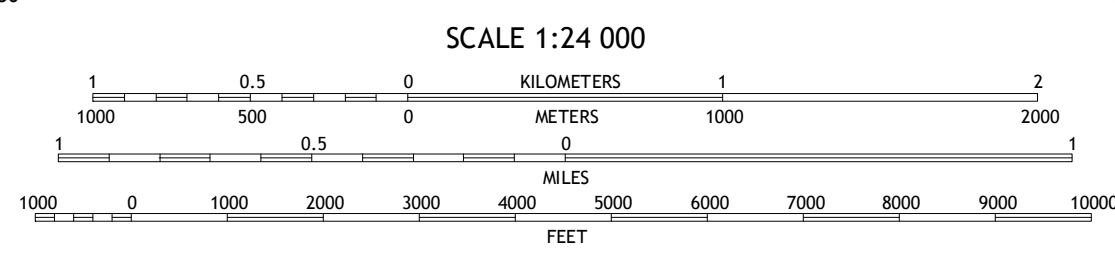 SCALE 1:24 000
1 0.5 0 KILOMETERS 1 2
1000 500 0 METERS 1000 2000
1 0.5 0 1
MILES
1000 0 1000 2000 3000 4000 5000 6000 7000 8000 9000 10000
FEET